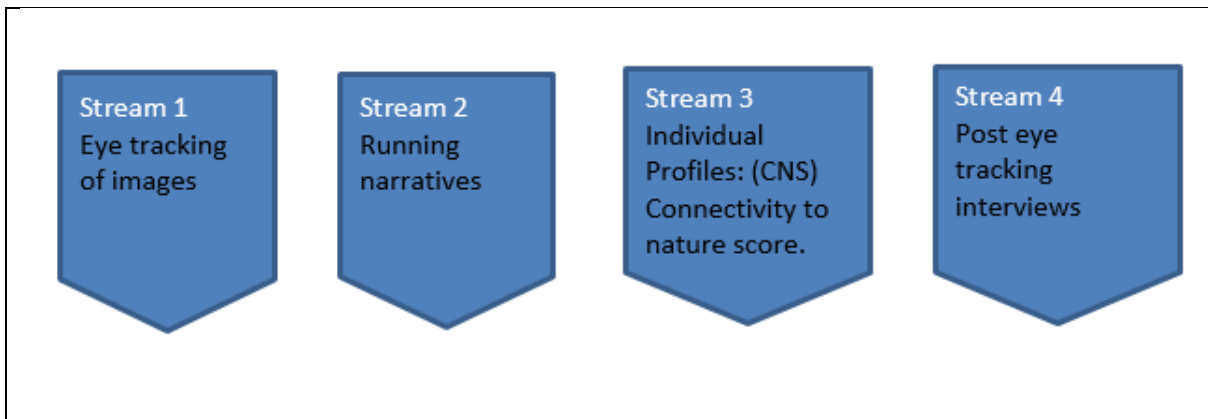 Stream 1
Eye tracking
of images
Stream 2
Running
narratives
Stream 3
Individual
Profiles: (CNS)
Connectivity to
nature score.
Stream 4
Post eye
tracking
interviews